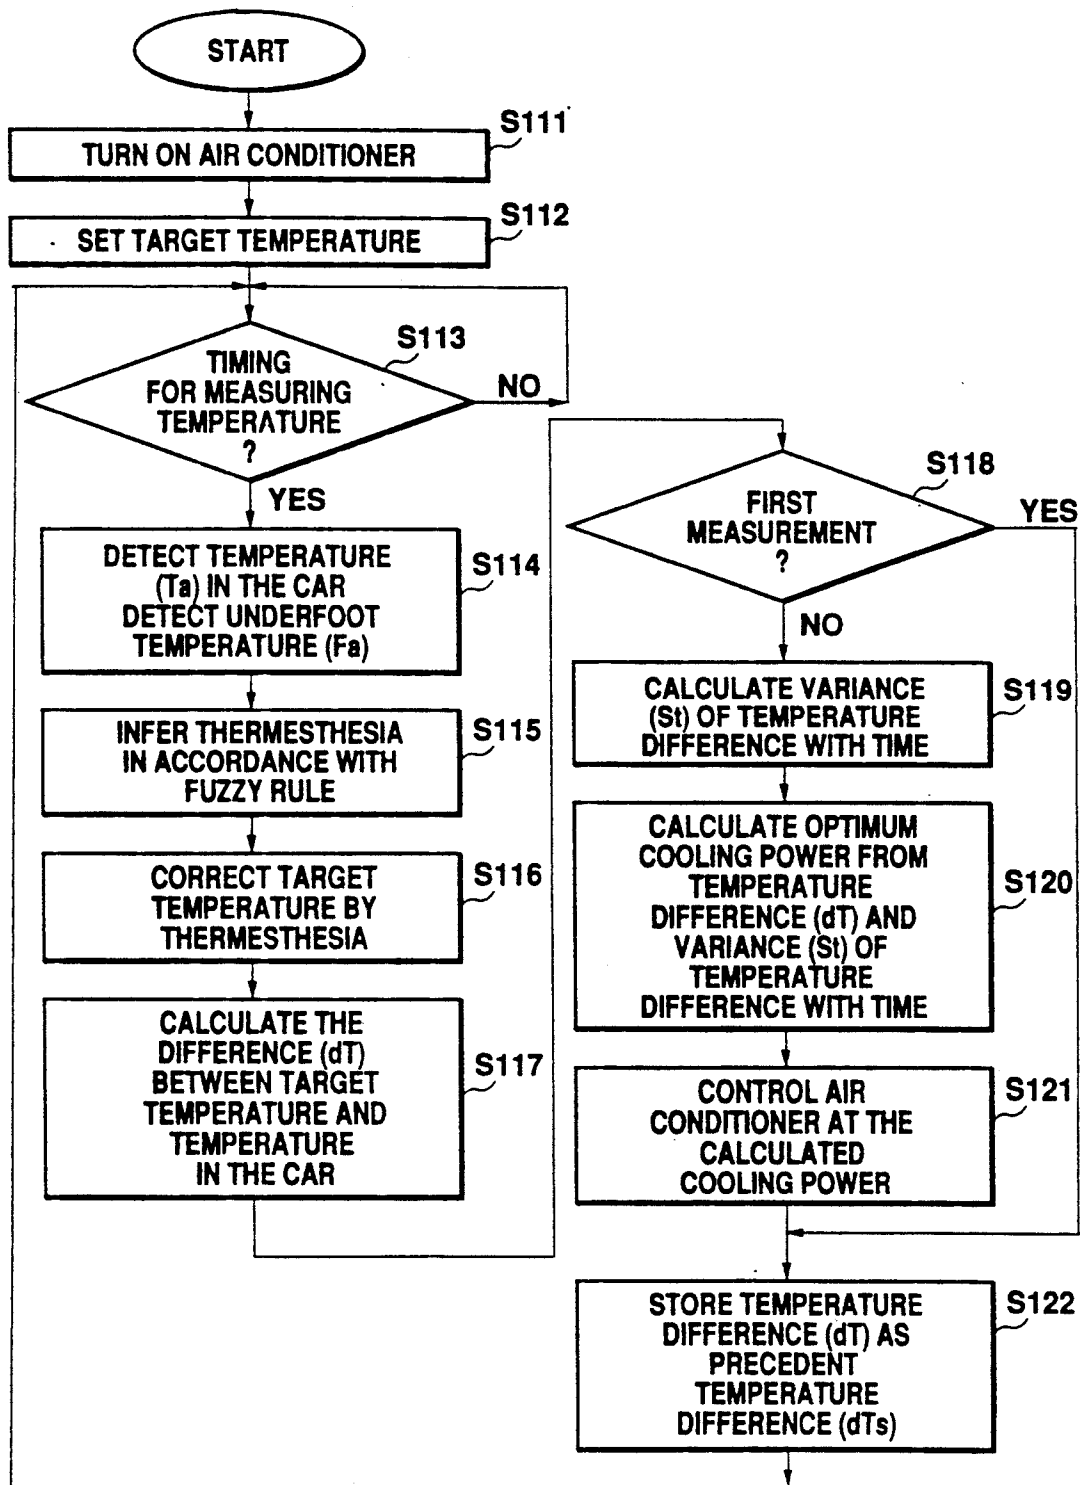 START
S111
TURN ON AIR CONDITIONER
S112
SET TARGET TEMPERATURE
S113
TIMING
FOR MEASURING
TEMPERATURE
?
NO
YES
S114
DETECT TEMPERATURE
(Ta) IN THE CAR
DETECT UNDERFOOT
TEMPERATURE (Fa)
S115
INFER THERMESTHESIA
IN ACCORDANCE WITH
FUZZY RULE
S116
CORRECT TARGET
TEMPERATURE BY
THERMESTHESIA
S117
CALCULATE THE
DIFFERENCE (dT)
BETWEEN TARGET
TEMPERATURE AND
TEMPERATURE
IN THE CAR
S118
FIRST
MEASUREMENT
?
YES
NO
S119
CALCULATE VARIANCE
(St) OF TEMPERATURE
DIFFERENCE WITH TIME
S120
CALCULATE OPTIMUM
COOLING POWER FROM
TEMPERATURE
DIFFERENCE (dT) AND
VARIANCE (St) OF
TEMPERATURE
DIFFERENCE WITH TIME
S121
CONTROL AIR
CONDITIONER AT THE
CALCULATED
COOLING POWER
S122
STORE TEMPERATURE
DIFFERENCE (dT) AS
PRECEDENT
TEMPERATURE
DIFFERENCE (dTs)